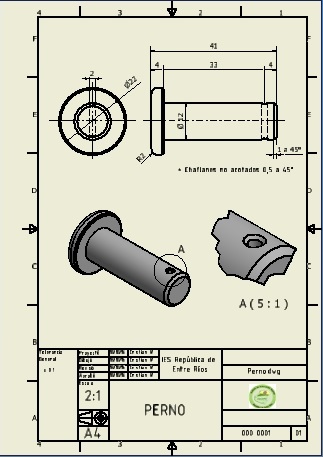 4 3 2 1
F
F
41
4 33 4
2
Ø22
E
E
Ø 12
R2
1 a 45°
* Chaflanes no acotados 0,5 a 45°
D
D
A
C
C
A ( 5 : 1 )
Tolerancia
General
± 0.1
B
B
Proyectó
Dibujó
Revisó
Aprobó
IES República de
Entre Ríos
Perno.dwg
Escala
2:1
PERNO
A
A
A4
000 0001 01
4 3 2 1